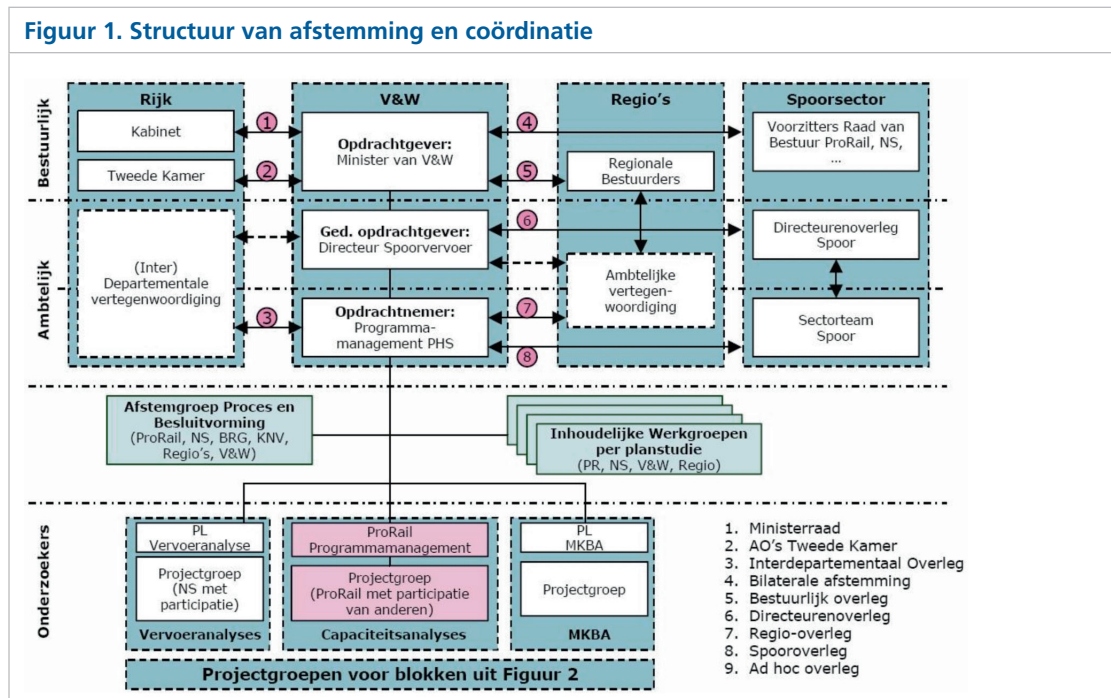 Figuur 1. Structuur van afstemming en coördinatie
Bestuurlijk
Rijk
V&W
Regio's
Spoorsector
Kabinet
1
Opdrachtgever:
Minister van V&W
4
Voorzitters Raad van
Bestuur ProRail, NS,
...
Tweede Kamer
2
5
Regionale
Bestuurders
Ambtelijk
(Inter)
Departementale
vertegenwoordiging
Ged. opdrachtgever:
Directeur Spoorvervoer
6
Directeurenoverleg
Spoor
Ambtelijke
vertegen-
woordiging
3
Opdrachtnemer:
Programma-
management PHS
7
8
Sectorteam
Spoor
Afstemgroep Proces en
Besluitvorming
(ProRail, NS, BRG, KNV,
Regio's, V&W)
Inhoudelijke Werkgroepen
per planstudie
(PR, NS, V&W, Regio)
Onderzoekers
PL
Vervoeranalyse
Projectgroep
(NS met
participatie)
Vervoeranalyses
ProRail
Programmamanagement
Projectgroep
(ProRail met participatie
van anderen)
Capaciteitsanalyses
PL
MKBA
Projectgroep
MKBA
Projectgroepen voor blokken uit Figuur 2
1. Ministerraad
2. AO's Tweede Kamer
3. Interdepartementaal Overleg
4. Bilaterale afstemming
5. Bestuurlijk overleg
6. Directeurenoverleg
7. Regio-overleg
8. Spooroverleg
9. Ad hoc overleg